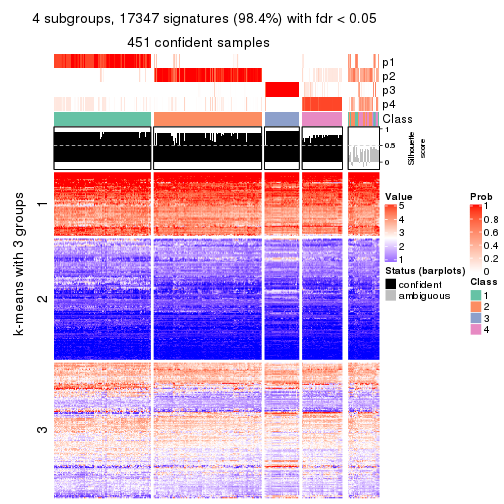 4 subgroups, 17347 signatures (98.4%) with fdr < 0.05
451 confident samples
p1
p2
p3
p4
Class
1
0.5
0
Silhouette
score
k-means with 3 groups
1
2
3
Value
5
4
3
2
1
Status (barplots)
confident
ambiguous
Prob
1
0.8
0.6
0.4
0.2
0
Class
1
2
3
4